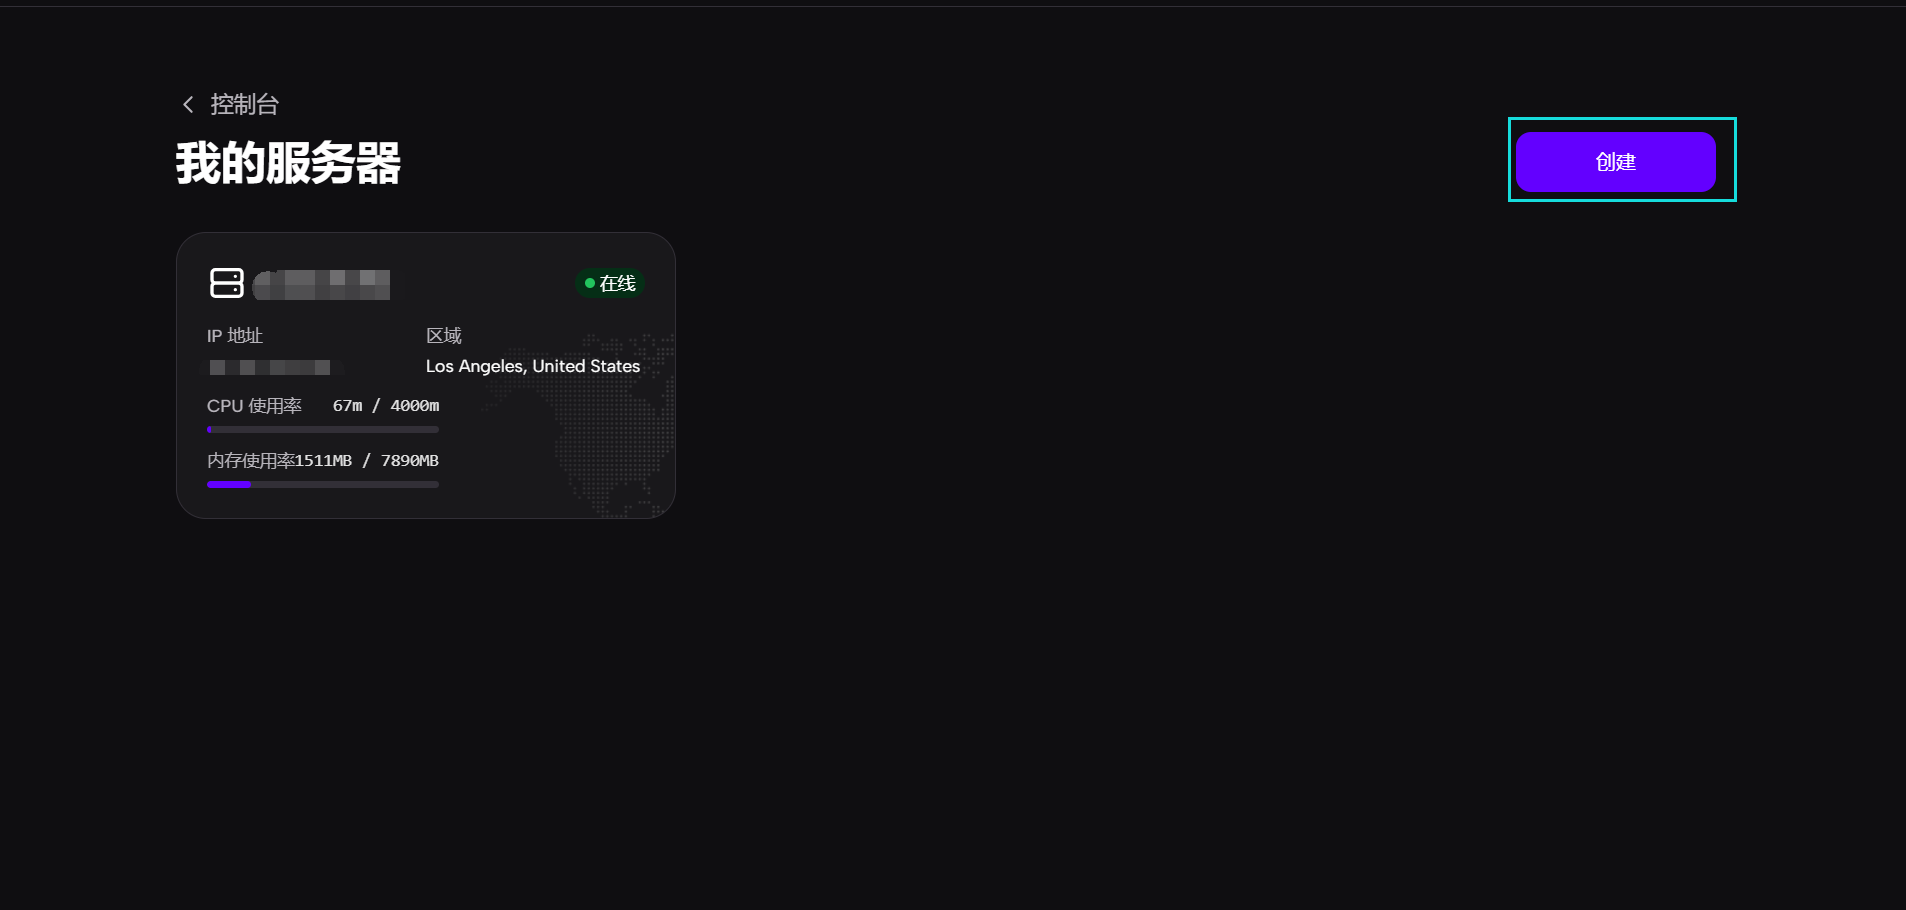 控制台
我的服务器
创建
在线
IP 地址
区域
Los Angeles, United States
CPU 使用率 67m / 4000m
内存使用率1511MB / 7890MB